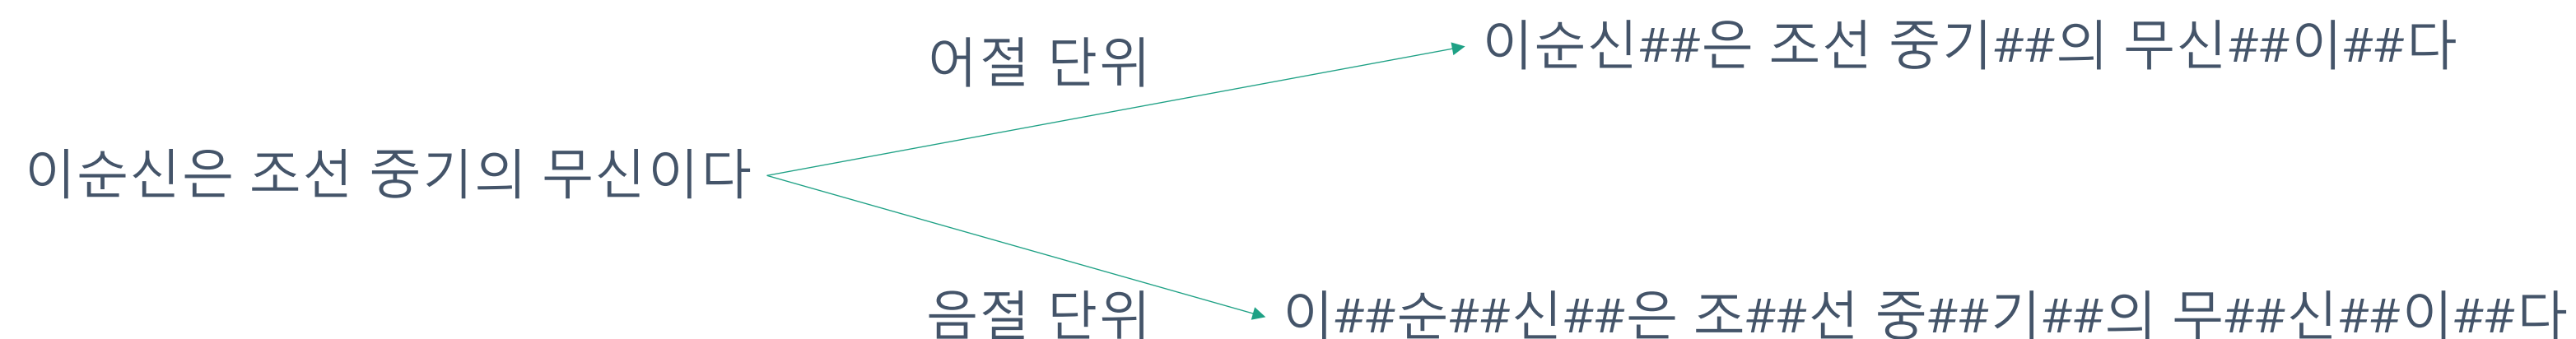 이순신##은 조선 중기##의 무신##이##다
어절 단위
이순신은 조선 중기의 무신이다
음절 단위
이##순##신##은 조##선 중##기##의 무##신##이##다